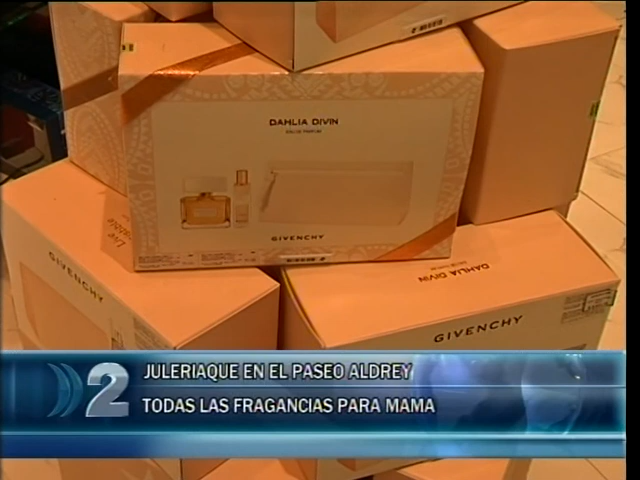 DAHLIA DIVIN
EAU DE PARFUM
GIVENCHY
GIVENCHY
DAHLIA DIVIN
GIVENCHY
2
JULERIAQUE EN EL PASEO ALDREY
TODAS LAS FRAGANCIAS PARA MAMA